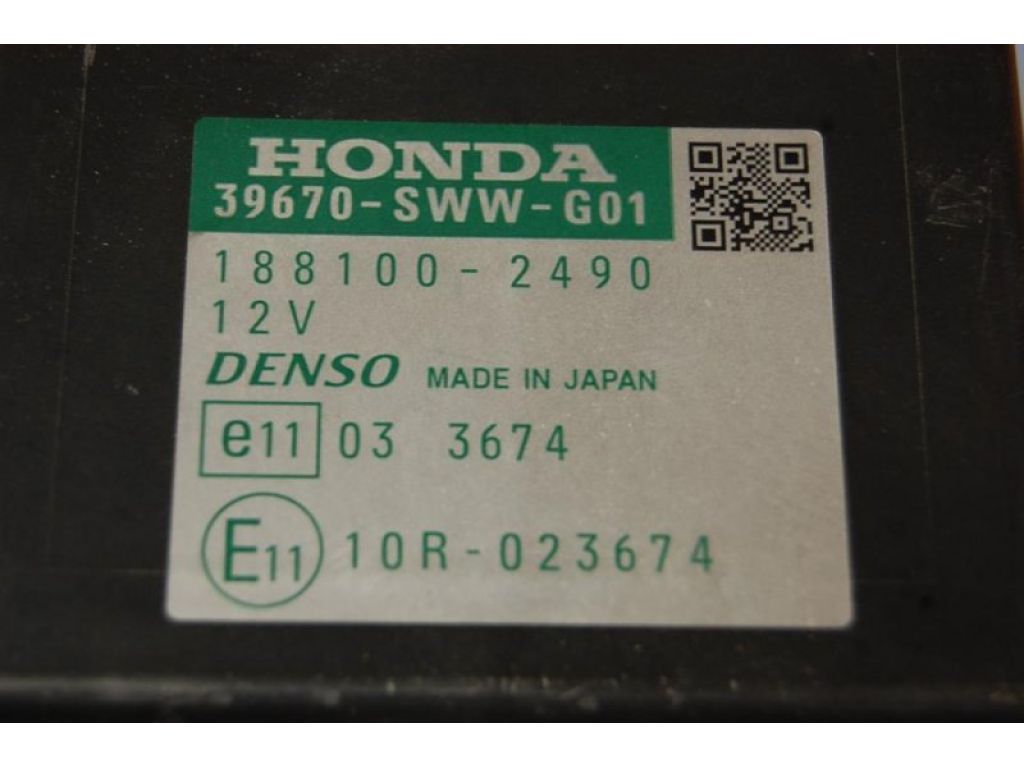 HONDA
39670-SWW-G01
188100-2490
12V
DENSO MADE IN JAPAN
e11 03 3674
E11 10R-023674